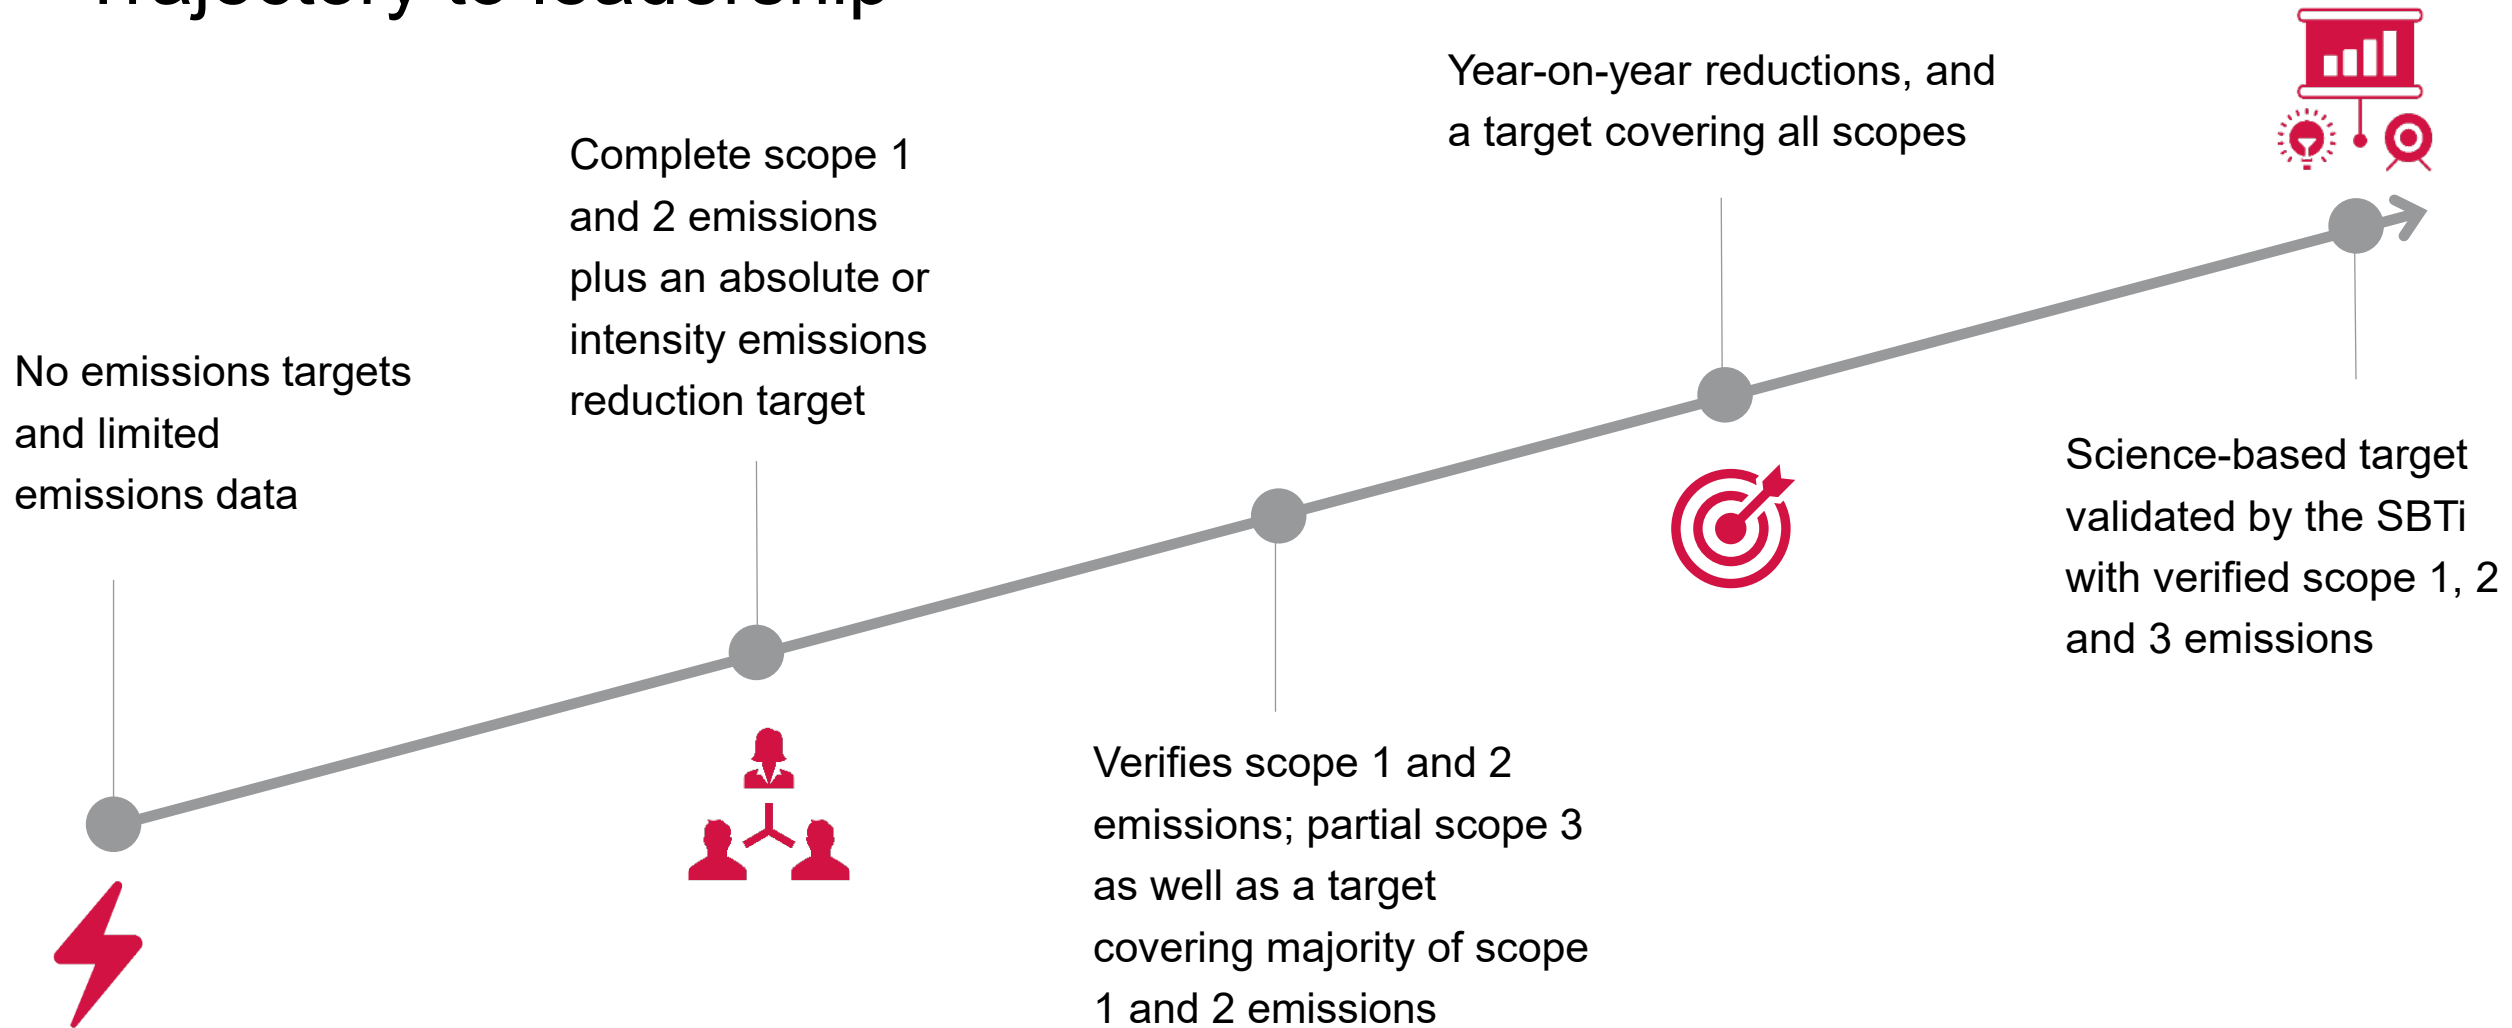 Trajectory to leadership
No emissions targets
and limited
emissions data
Complete scope 1
and 2 emissions
plus an absolute or
intensity emissions
reduction target
Verifies scope 1 and 2
emissions; partial scope 3
as well as a target
covering majority of scope
1 and 2 emissions
Year-on-year reductions, and
a target covering all scopes
Science-based target
validated by the SBTi
with verified scope 1, 2
and 3 emissions